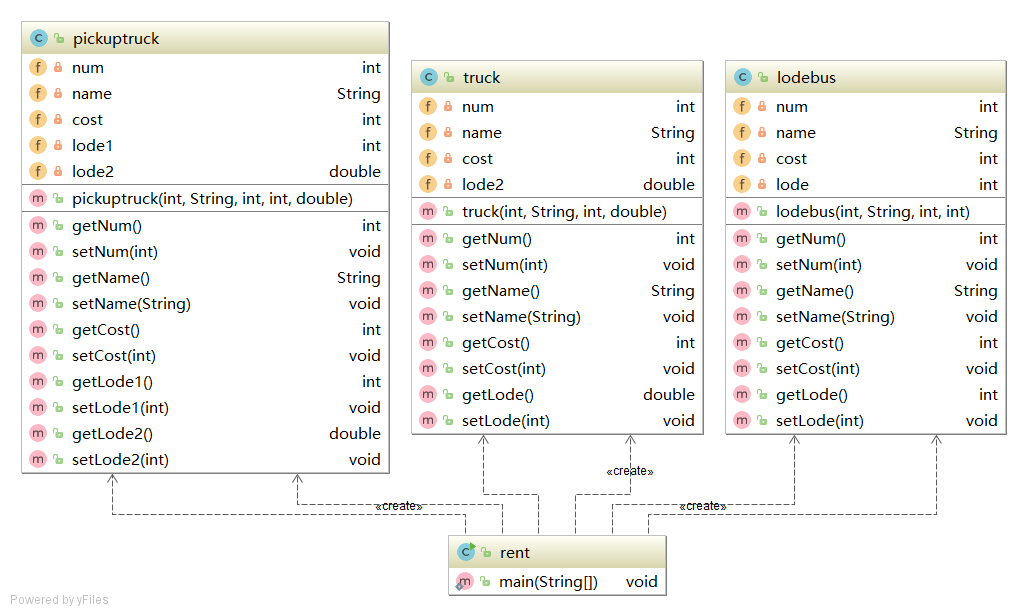 pickuptruck
num int
name String
cost int
lode1 int
lode2 double
pickuptruck(int, String, int, int, double)
getNum() int
setNum(int) void
getName() String
setName(String) void
getCost() int
setCost(int) void
getLode1() int
setLode1(int) void
getLode2() double
setLode2(int) void
truck
num int
name String
cost int
lode2 double
truck(int, String, int, double)
getNum() int
setNum(int) void
getName() String
setName(String) void
getCost() int
setCost(int) void
getLode() double
setLode(int) void
lodebus
num int
name String
cost int
lode int
lodebus(int, String, int, int)
getNum() int
setNum(int) void
getName() String
setName(String) void
getCost() int
setCost(int) void
getLode() int
setLode(int) void
«create»
«create»
«create»
rent
main(String[]) void
Powered by yFiles